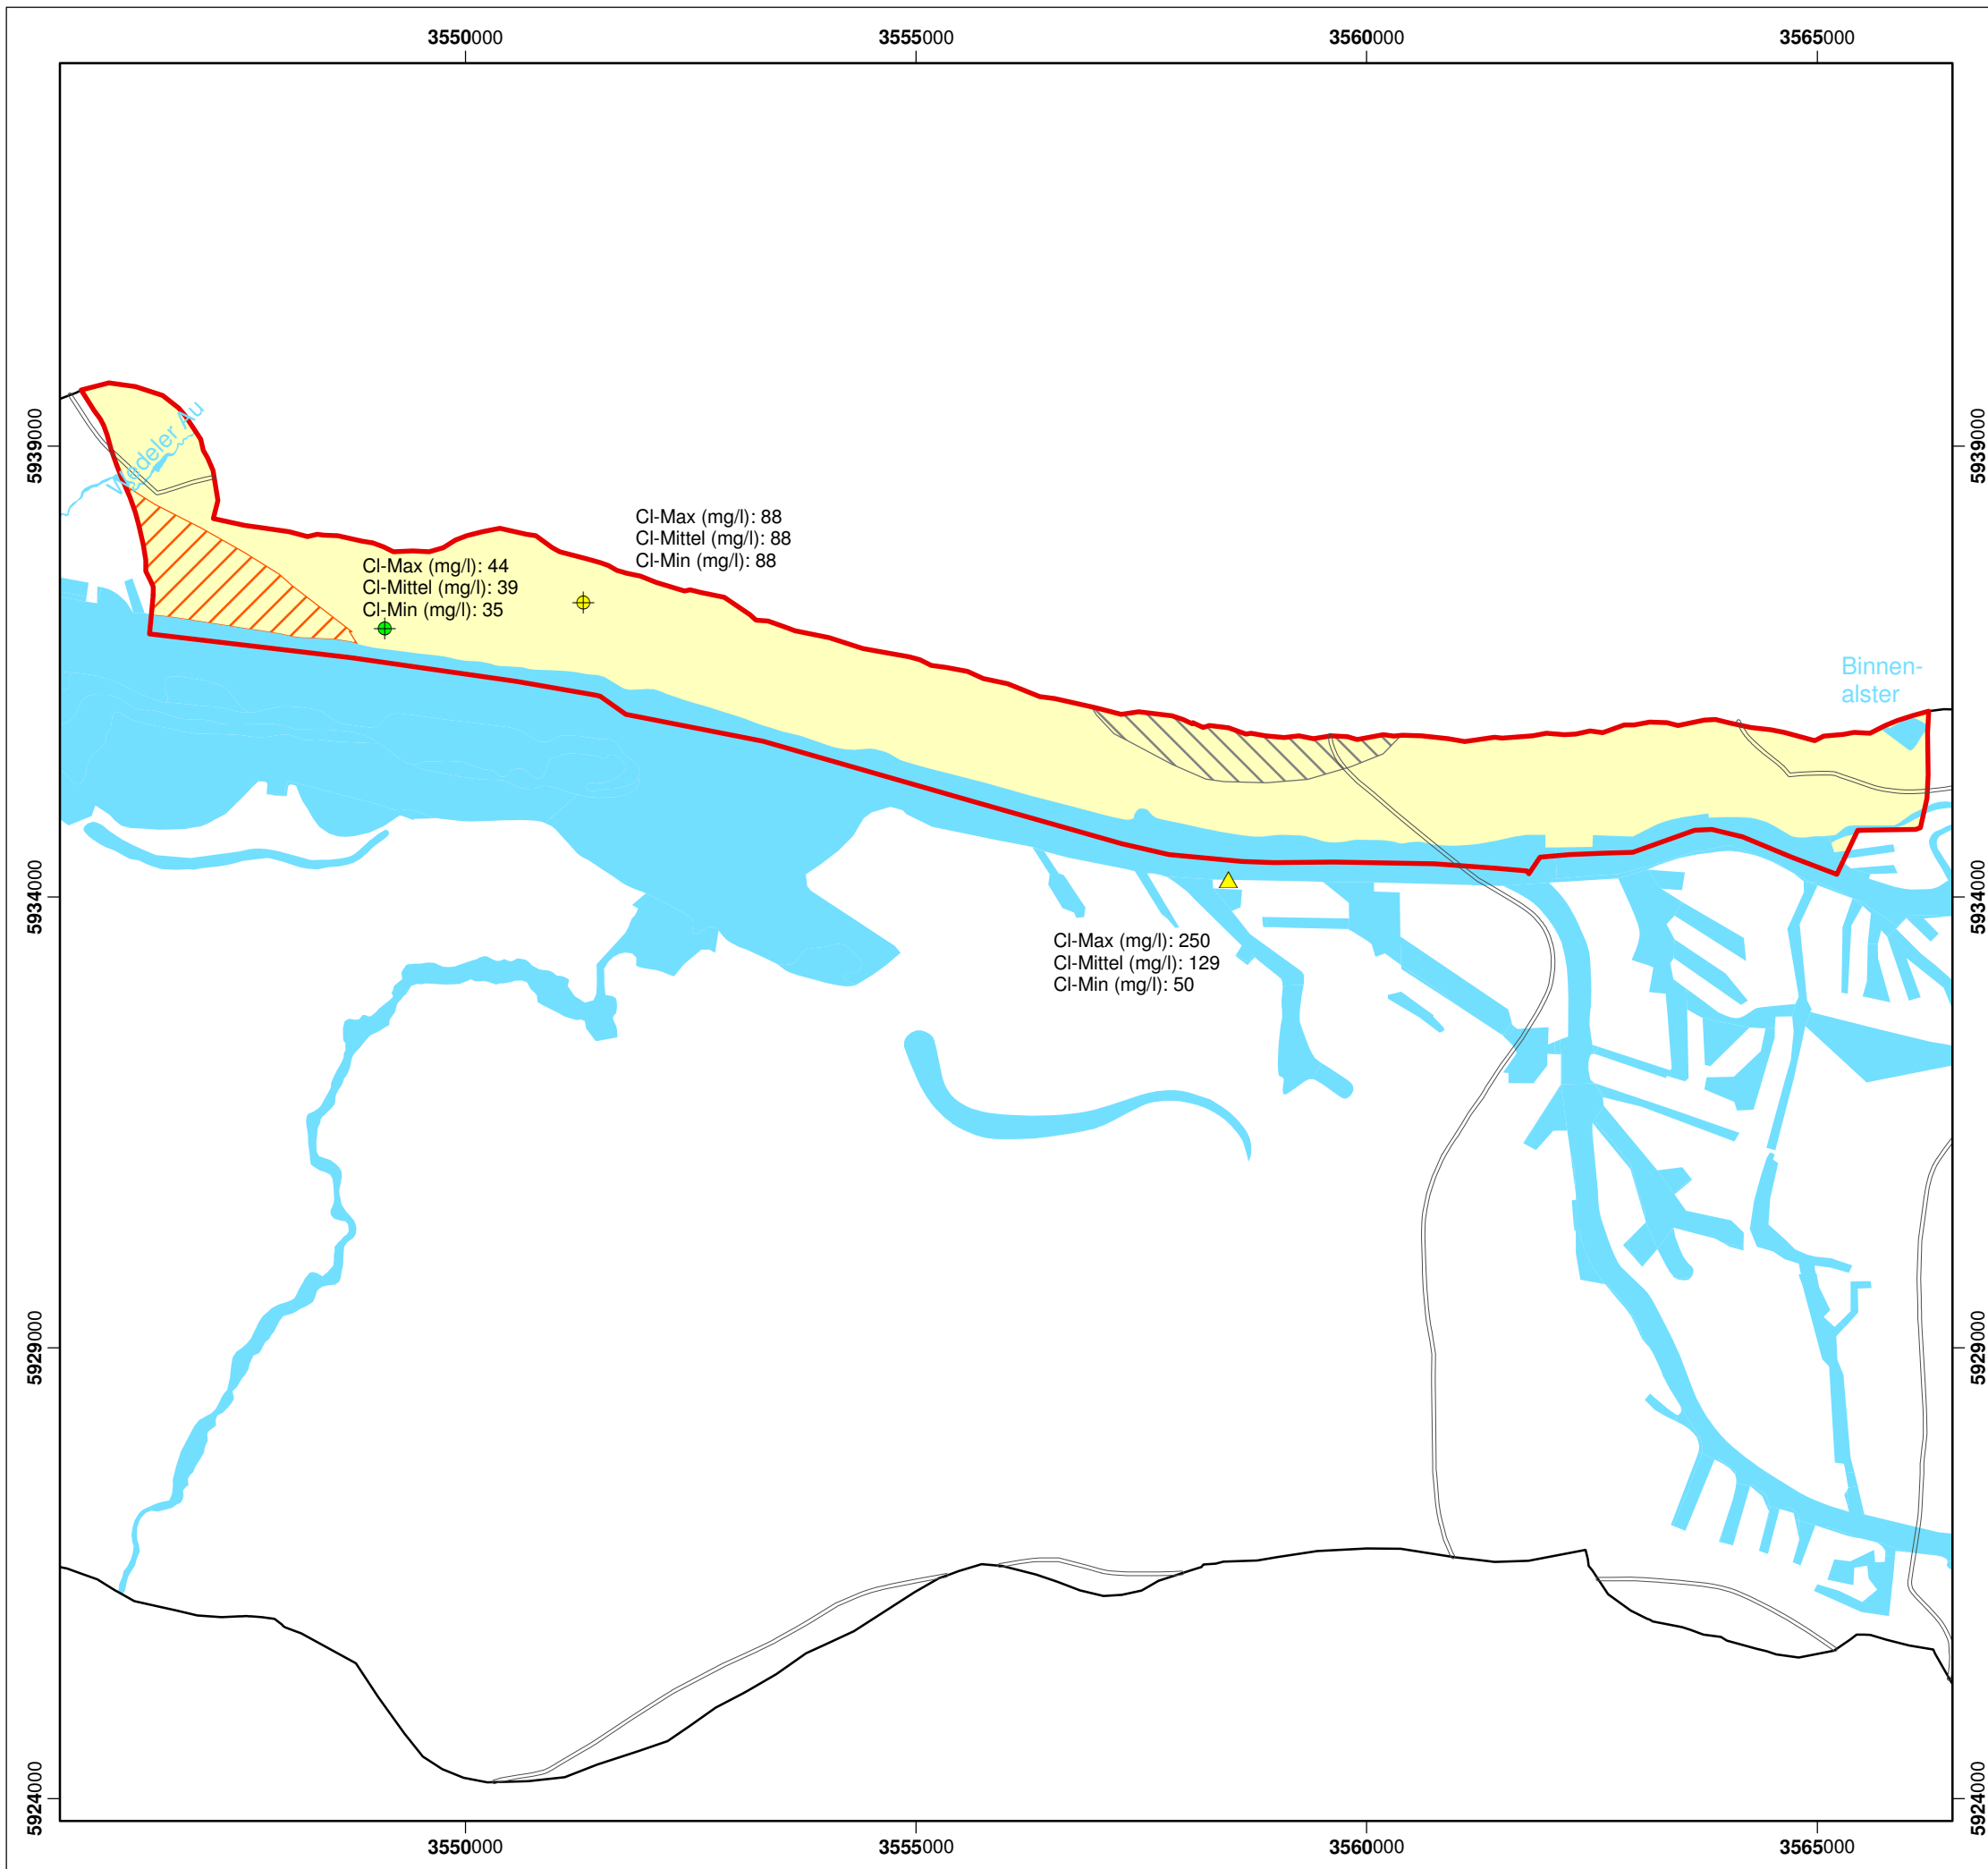 3550000 3555000 3560000 3565000
5939000 5939000
Wedeler Au
Cl-Max (mg/l): 88
Cl-Mittel (mg/l): 88
Cl-Min (mg/l): 88
Cl-Max (mg/l): 44
Cl-Mittel (mg/l): 39
Cl-Min (mg/l): 35
Binnen-
alster
5934000 5934000
Cl-Max (mg/l): 250
Cl-Mittel (mg/l): 129
Cl-Min (mg/l): 50
5929000 5929000
5924000 5924000
3550000 3555000 3560000 3565000